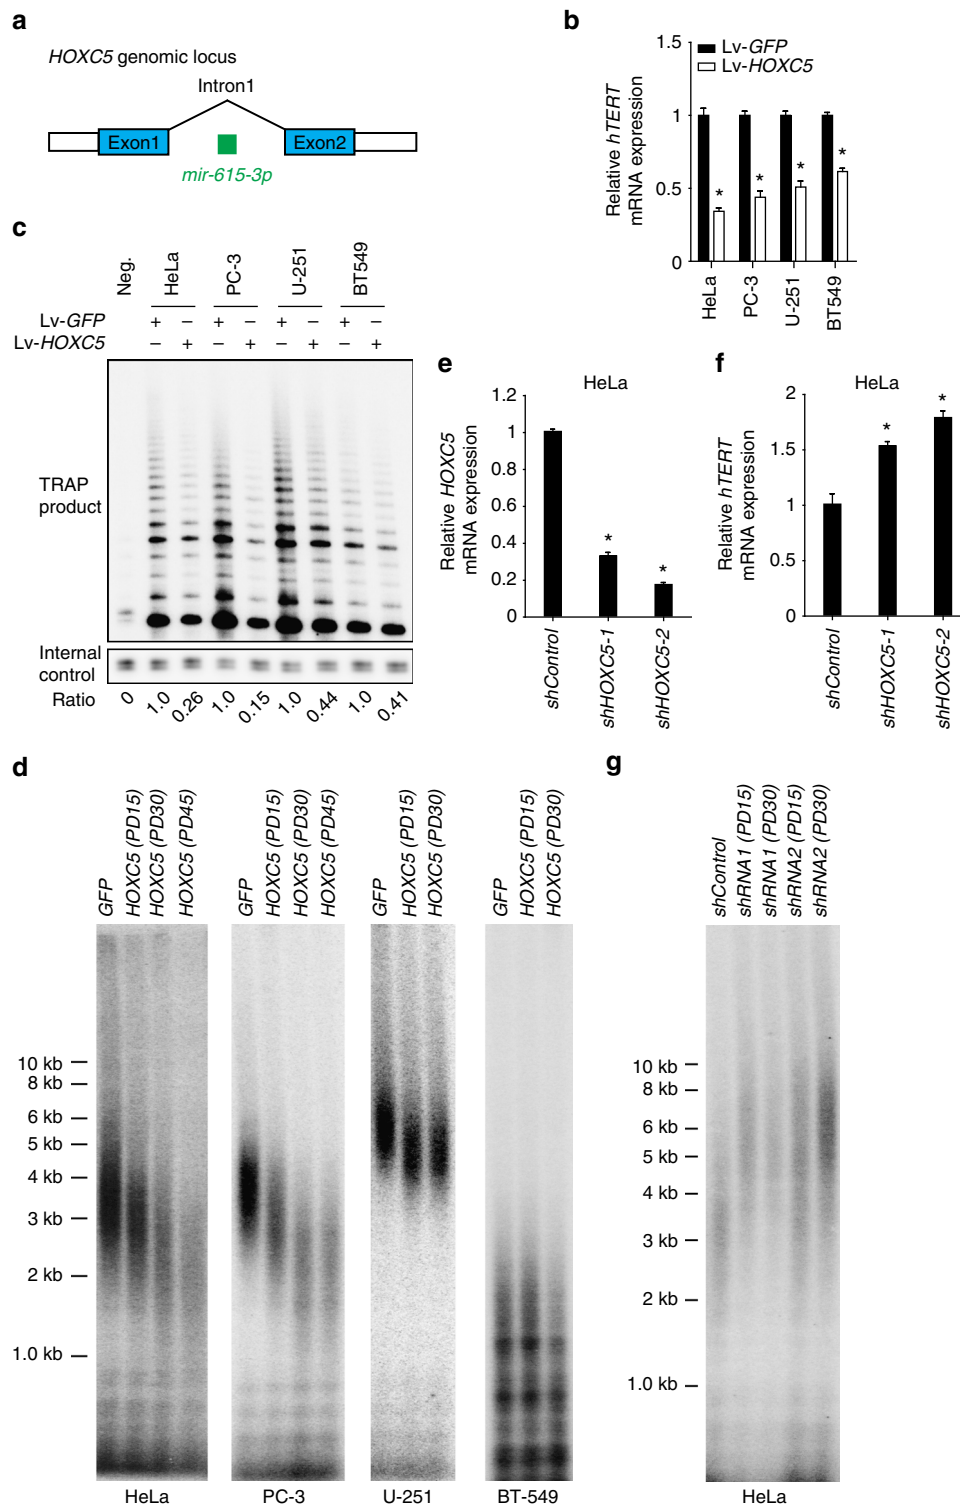 a
HOXC5 genomic locus
Intron1
Exon1
Exon2
mir-615-3p
b
Relative hTERT
mRNA expression
1.5
1
0.5
0
Lv-GFP
Lv-HOXC5
*
*
*
*
HeLa
PC-3
U-251
BT549
c
Neg.
HeLa
PC-3
U-251
BT549
Lv-GFP + − + − + − + −
Lv-HOXC5 − + − + − + − +
TRAP
product
Internal
control
Ratio 0 1.0 0.26 1.0 0.15 1.0 0.44 1.0 0.41
e
HeLa
Relative HOXC5
mRNA expression
1.2
1
0.8
0.6
0.4
0.2
0
*
*
shControl
shHOXC5-1
shHOXC5-2
f
HeLa
Relative hTERT
mRNA expression
2
1.5
1
0.5
0
*
*
shControl
shHOXC5-1
shHOXC5-2
d
GFP
HOXC5 (PD15)
HOXC5 (PD30)
HOXC5 (PD45)
GFP
HOXC5 (PD15)
HOXC5 (PD30)
HOXC5 (PD45)
GFP
HOXC5 (PD15)
HOXC5 (PD30)
GFP
HOXC5 (PD15)
HOXC5 (PD30)
10 kb
8 kb
6 kb
5 kb
4 kb
3 kb
2 kb
1.0 kb
HeLa
PC-3
U-251
BT-549
g
shControl
shRNA1 (PD15)
shRNA1 (PD30)
shRNA2 (PD15)
shRNA2 (PD30)
10 kb
8 kb
6 kb
5 kb
4 kb
3 kb
2 kb
1.0 kb
HeLa